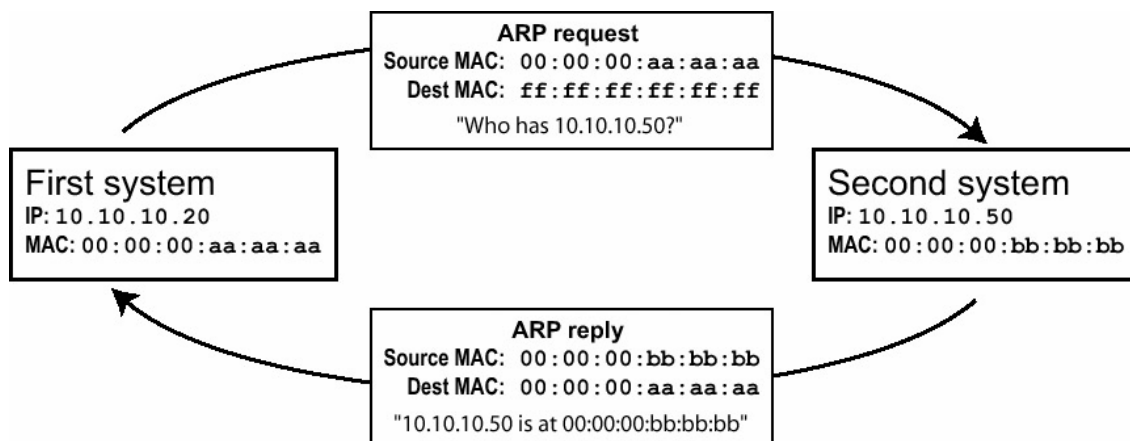 ARP request
Source MAC: 00:00:00:aa:aa:aa
Dest MAC: ff:ff:ff:ff:ff:ff
"Who has 10.10.10.50?"
First system
IP: 10.10.10.20
MAC: 00:00:00:aa:aa:aa
Second system
IP: 10.10.10.50
MAC: 00:00:00:bb:bb:bb
ARP reply
Source MAC: 00:00:00:bb:bb:bb
Dest MAC: 00:00:00:aa:aa:aa
"10.10.10.50 is at 00:00:00:bb:bb:bb"